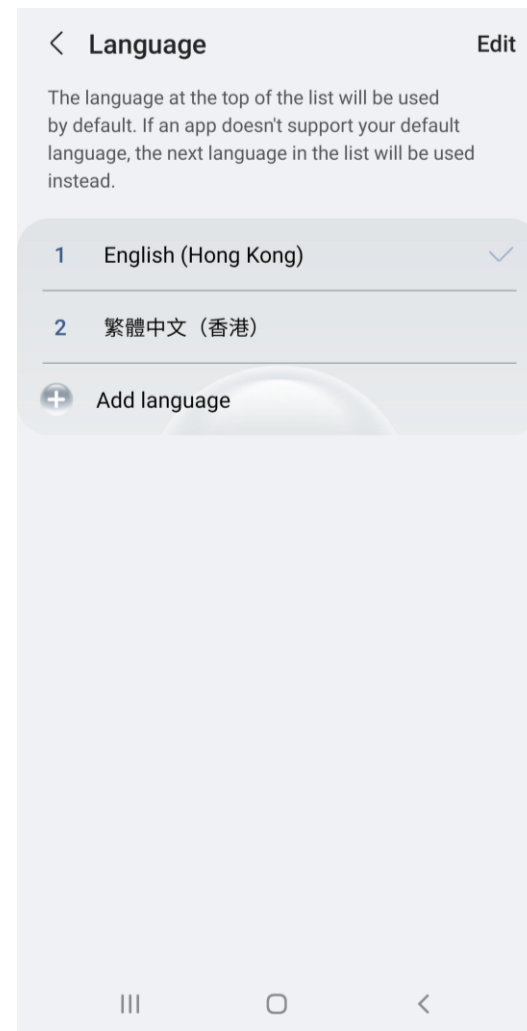 Language
Edit
The language at the top of the list will be used
by default. If an app doesn't support your default
language, the next language in the list will be used
instead.
1 English (Hong Kong)
2 繁體中文（香港）
Add language